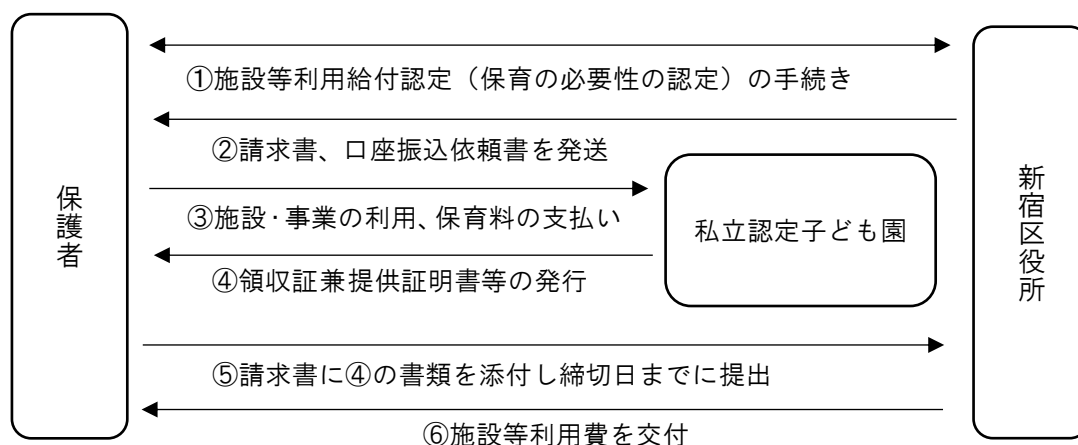 ①施設等利用給付認定（保育の必要性の認定）の手続き
②請求書、口座振込依頼書を発送
保護者
③施設・事業の利用、保育料の支払い
私立認定子ども園
新宿区役所
④領収証兼提供証明書等の発行
⑤請求書に④の書類を添付し締切日までに提出
⑥施設等利用費を交付